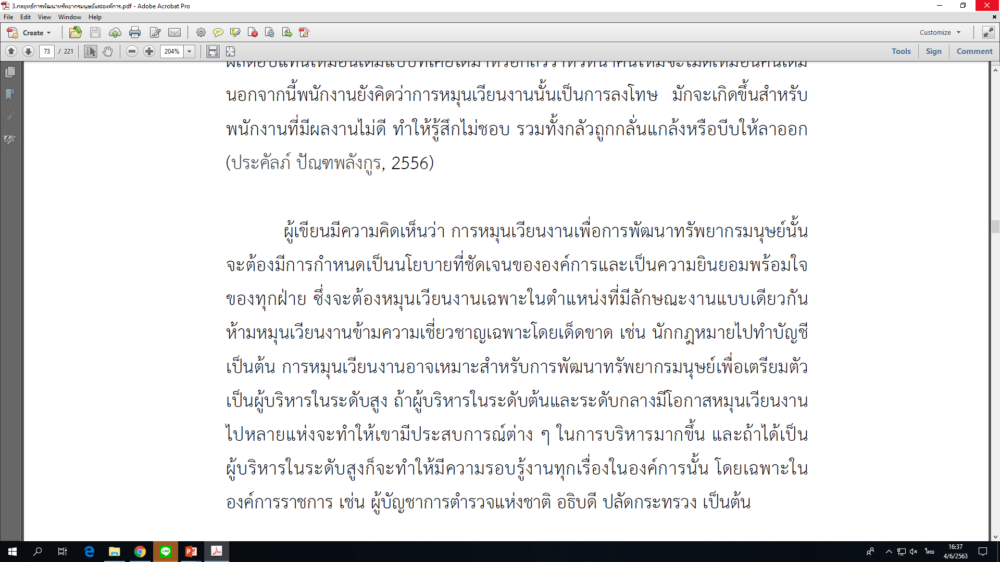 3.กลยุทธ์การพัฒนาทรัพยากรมนุษย์และองค์การ.pdf - Adobe Acrobat Pro
File Edit View Window Help
Create Customize
73 / 221 204% Tools Sign Comment
นอกจากนี้พนักงานยังคิดว่าการหมุนเวียนงานนั้นเป็นการลงโทษ มักจะเกิดขึ้นสำหรับ
พนักงานที่มีผลงานไม่ดี ทำให้รู้สึกไม่ชอบ รวมทั้งกลัวถูกกลั่นแกล้งหรือบีบให้ลาออก
(ประคัลภ์ ปัณฑพลังกูร, 2556)
ผู้เขียนมีความคิดเห็นว่า การหมุนเวียนงานเพื่อการพัฒนาทรัพยากรมนุษย์นั้น
จะต้องมีการกำหนดเป็นนโยบายที่ชัดเจนขององค์การและเป็นความยินยอมพร้อมใจ
ของทุกฝ่าย ซึ่งจะต้องหมุนเวียนงานเฉพาะในตำแหน่งที่มีลักษณะงานแบบเดียวกัน
ห้ามหมุนเวียนงานข้ามความเชี่ยวชาญเฉพาะโดยเด็ดขาด เช่น นักกฎหมายไปทำบัญชี
เป็นต้น การหมุนเวียนงานอาจเหมาะสำหรับการพัฒนาทรัพยากรมนุษย์เพื่อเตรียมตัว
เป็นผู้บริหารในระดับสูง ถ้าผู้บริหารในระดับต้นและระดับกลางมีโอกาสหมุนเวียนงาน
ไปหลายแห่งจะทำให้เขามีประสบการณ์ต่าง ๆ ในการบริหารมากขึ้น และถ้าได้เป็น
ผู้บริหารในระดับสูงก็จะทำให้มีความรอบรู้งานทุกเรื่องในองค์การนั้น โดยเฉพาะใน
องค์การราชการ เช่น ผู้บัญชาการตำรวจแห่งชาติ อธิบดี ปลัดกระทรวง เป็นต้น
LINE ไทย 16:37
4/6/2563